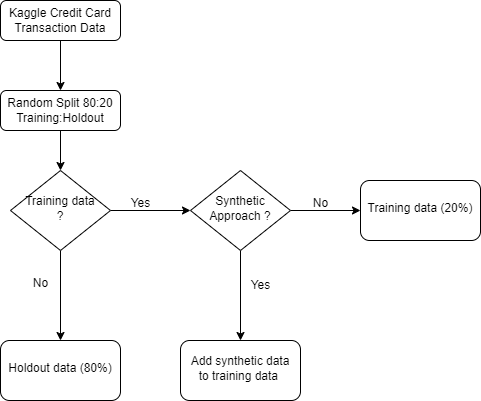 Kaggle Credit Card
Transaction Data
Random Split 80:20
Training:Holdout
Training data
?
Yes
Synthetic
Approach ?
No
Training data (20%)
No
Yes
Holdout data (80%)
Add synthetic data
to training data